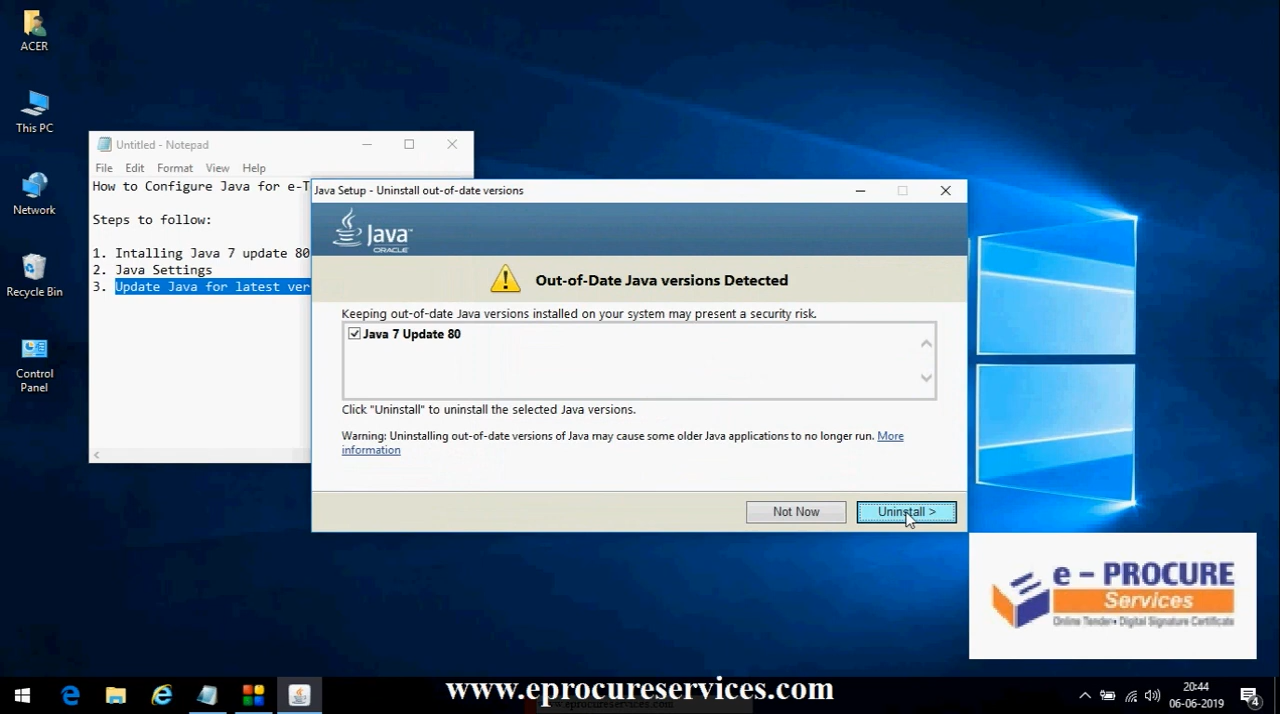 ACER
This PC
Network
Recycle Bin
Control
Panel
Untitled - Notepad
File Edit Format View Help
How to Configure Java for e-T
Steps to follow:
1. Intalling Java 7 update 80
2. Java Settings
3. Update Java for latest ver
Java Setup - Uninstall out-of-date versions
Java
ORACLE
Out-of-Date Java versions Detected
Keeping out-of-date Java versions installed on your system may present a security risk.
Java 7 Update 80
Click "Uninstall" to uninstall the selected Java versions.
Warning: Uninstalling out-of-date versions of Java may cause some older Java applications to no longer run. More
information
Not Now
Uninstall >
e - PROCURE
Services
Online Tender • Digital Signature Certificate
www.eprocureservices.com
www.eprocureservices.com
20:44
06-06-2019
4